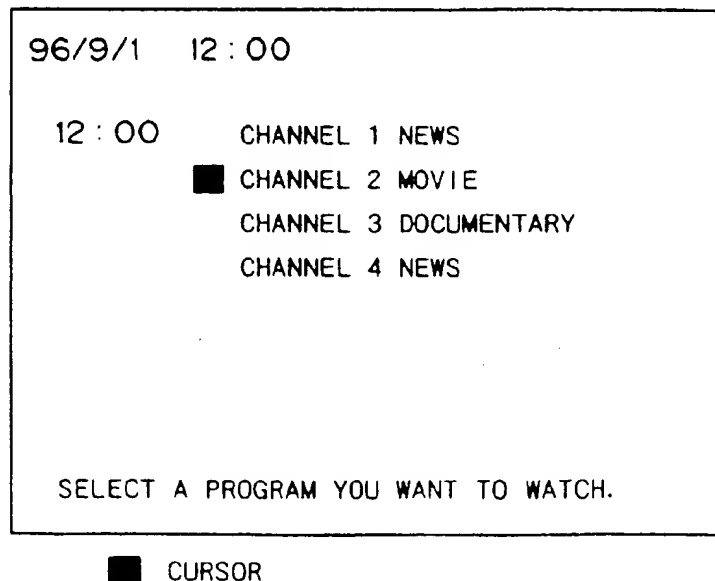 96/9/1 12:00
12:00 CHANNEL 1 NEWS
CHANNEL 2 MOVIE
CHANNEL 3 DOCUMENTARY
CHANNEL 4 NEWS
SELECT A PROGRAM YOU WANT TO WATCH.
CURSOR